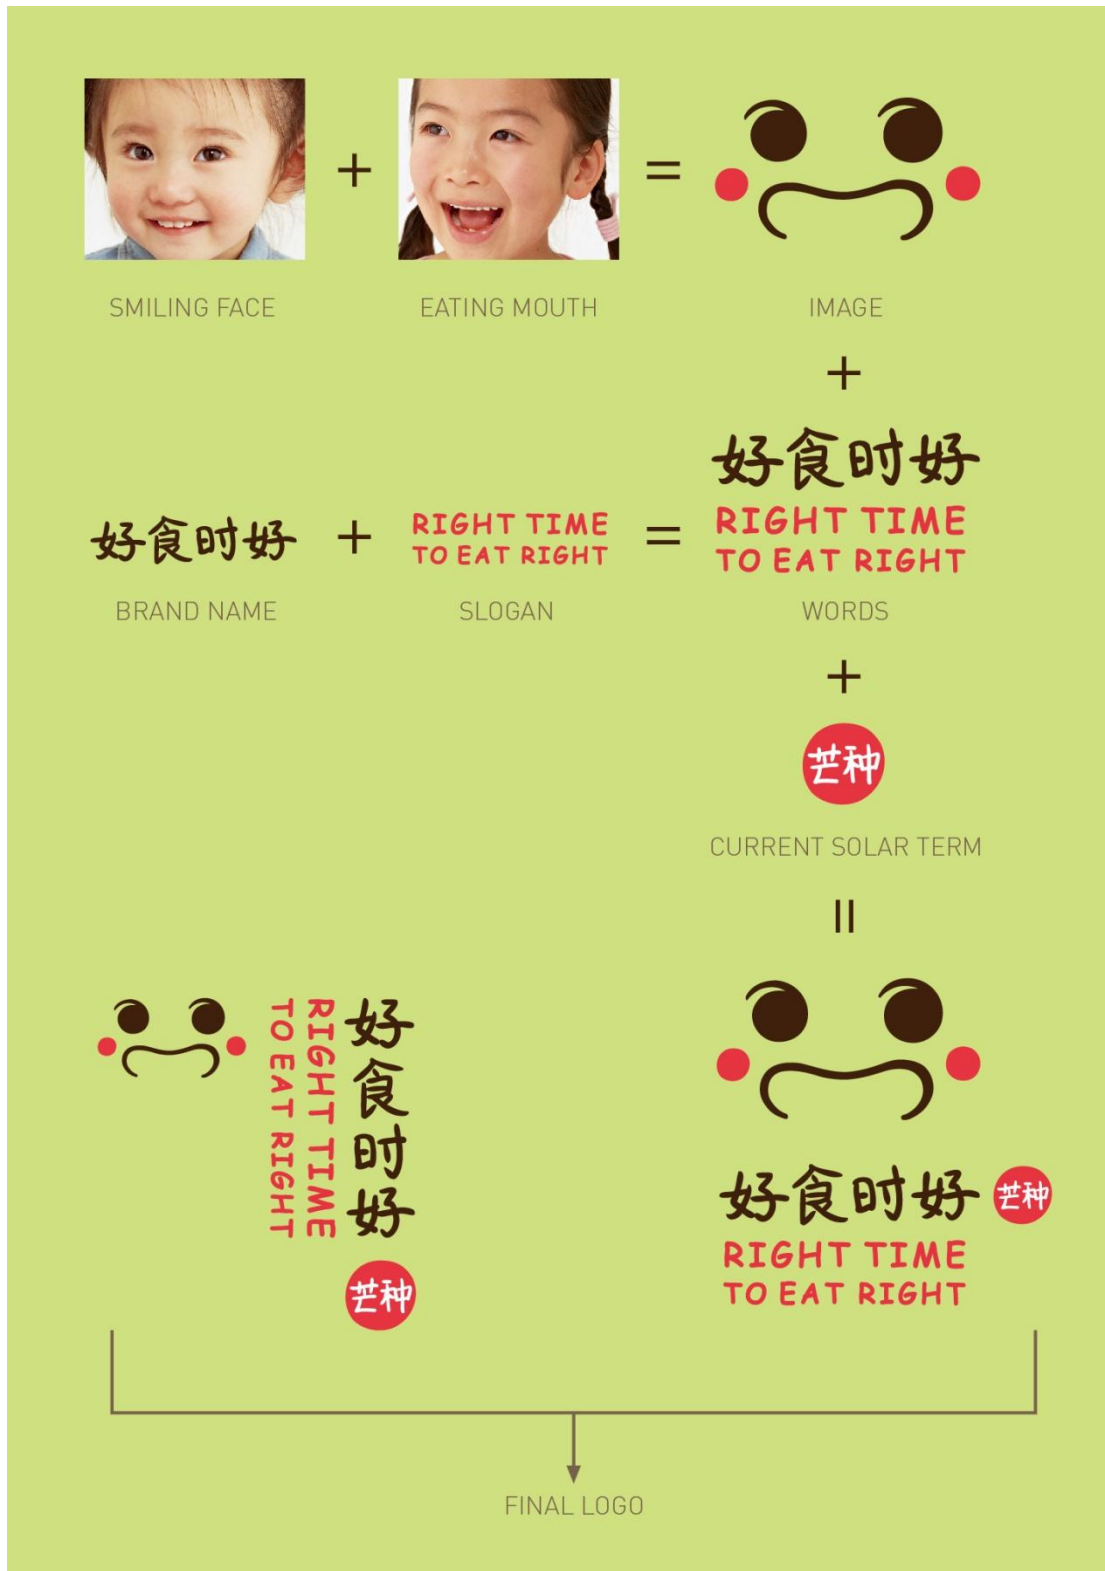 SMILING FACE
EATING MOUTH
IMAGE
好食时好
RIGHT TIME
TO EAT RIGHT
好食时好
RIGHT TIME
TO EAT RIGHT
BRAND NAME
SLOGAN
WORDS
芒种
CURRENT SOLAR TERM
好食时好
RIGHT TIME
TO EAT RIGHT
芒种
好食时好
芒种
RIGHT TIME
TO EAT RIGHT
FINAL LOGO